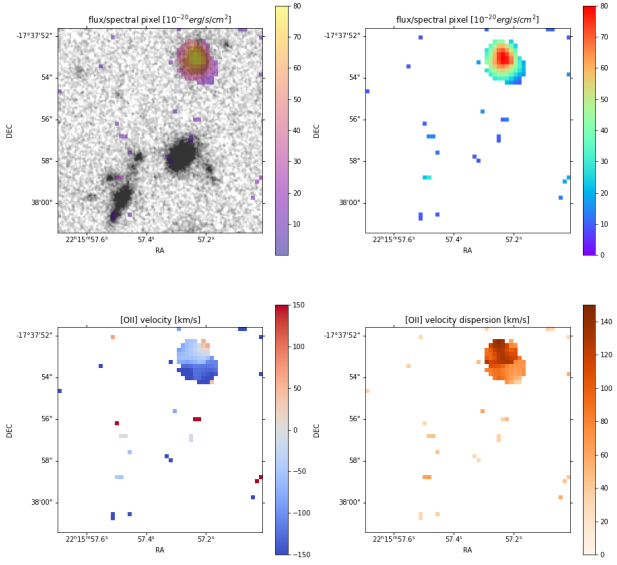 flux/spectral pixel [10⁻²⁰erg/s/cm²]
-17°37'52"
54"
56"
58"
38'00"
DEC
22ʰ15ᵐ57.6ˢ
57.4ˢ
57.2ˢ
RA
80
70
60
50
40
30
20
10
flux/spectral pixel [10⁻²⁰erg/s/cm²]
-17°37'52"
54"
56"
58"
38'00"
DEC
22ʰ15ᵐ57.6ˢ
57.4ˢ
57.2ˢ
RA
80
70
60
50
40
30
20
10
0
[OII] velocity [km/s]
-17°37'52"
54"
56"
58"
38'00"
DEC
22ʰ15ᵐ57.6ˢ
57.4ˢ
57.2ˢ
RA
150
100
50
0
−50
−100
−150
[OII] velocity dispersion [km/s]
-17°37'52"
54"
56"
58"
38'00"
DEC
22ʰ15ᵐ57.6ˢ
57.4ˢ
57.2ˢ
RA
140
120
100
80
60
40
20
0